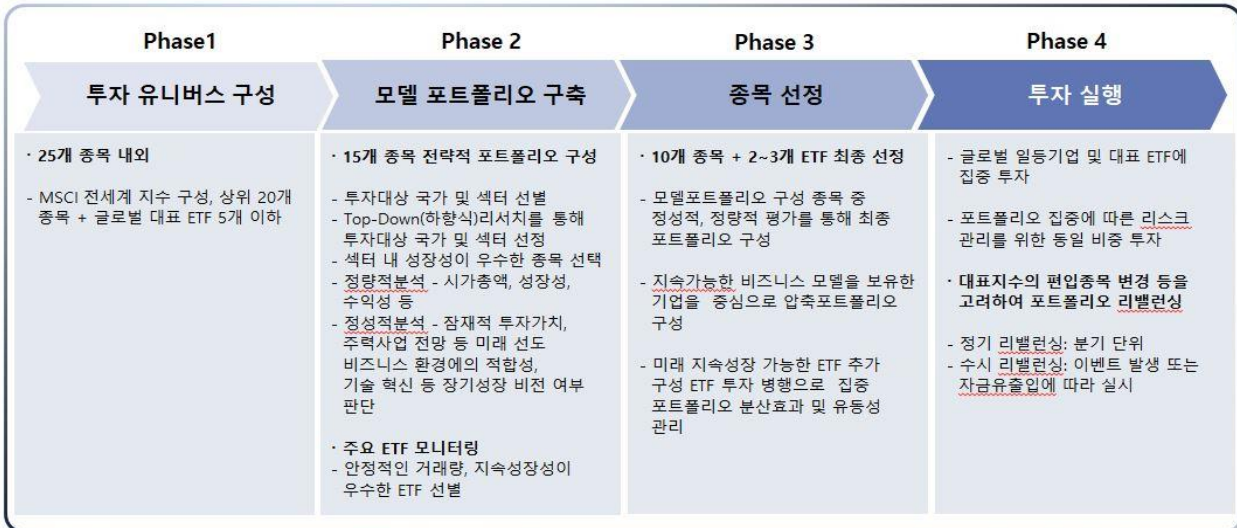 Phase1
투자 유니버스 구성
· 25개 종목 내외
- MSCI 전세계 지수 구성, 상위 20개
종목 + 글로벌 대표 ETF 5개 이하
Phase 2
모델 포트폴리오 구축
· 15개 종목 전략적 포트폴리오 구성
- 투자대상 국가 및 섹터 선별
- Top-Down(하향식)리서치를 통해
투자대상 국가 및 섹터 선정
- 섹터 내 성장성이 우수한 종목 선택
- 정량적분석 - 시가총액, 성장성,
수익성 등
- 정성적분석 - 잠재적 투자가치,
주력사업 전망 등 미래 선도
비즈니스 환경에의 적합성,
기술 혁신 등 장기성장 비전 여부
판단
· 주요 ETF 모니터링
- 안정적인 거래량, 지속성장성이
우수한 ETF 선별
Phase 3
종목 선정
· 10개 종목 + 2~3개 ETF 최종 선정
- 모델포트폴리오 구성 종목 중
정성적, 정량적 평가를 통해 최종
포트폴리오 구성
- 지속가능한 비즈니스 모델을 보유한
기업을 중심으로 압축포트폴리오
구성
- 미래 지속성장 가능한 ETF 추가
구성 ETF 투자 병행으로 집중
포트폴리오 분산효과 및 유동성
관리
Phase 4
투자 실행
- 글로벌 일등기업 및 대표 ETF에
집중 투자
- 포트폴리오 집중에 따른 리스크
관리를 위한 동일 비중 투자
· 대표지수의 편입종목 변경 등을
고려하여 포트폴리오 리밸런싱
- 정기 리밸런싱: 분기 단위
- 수시 리밸런싱: 이벤트 발생 또는
자금유출입에 따라 실시